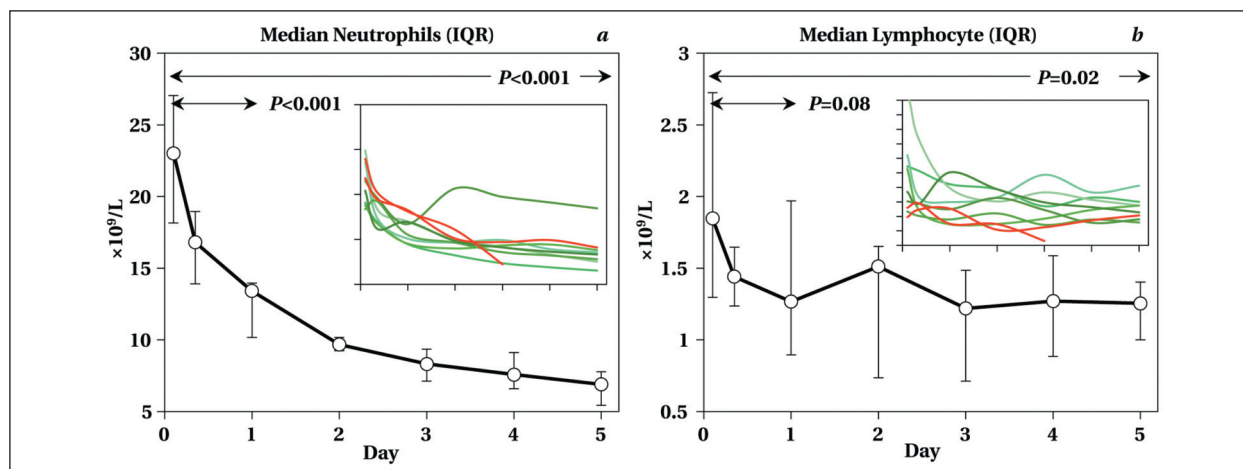 Median Neutrophils (IQR) a
30
25
20
15
10
5
×10⁹/L
P<0.001
P<0.001
0 1 2 3 4 5
Day
Median Lymphocyte (IQR) b
3
2.5
2
1.5
1
0.5
×10⁹/L
P=0.02
P=0.08
0 1 2 3 4 5
Day